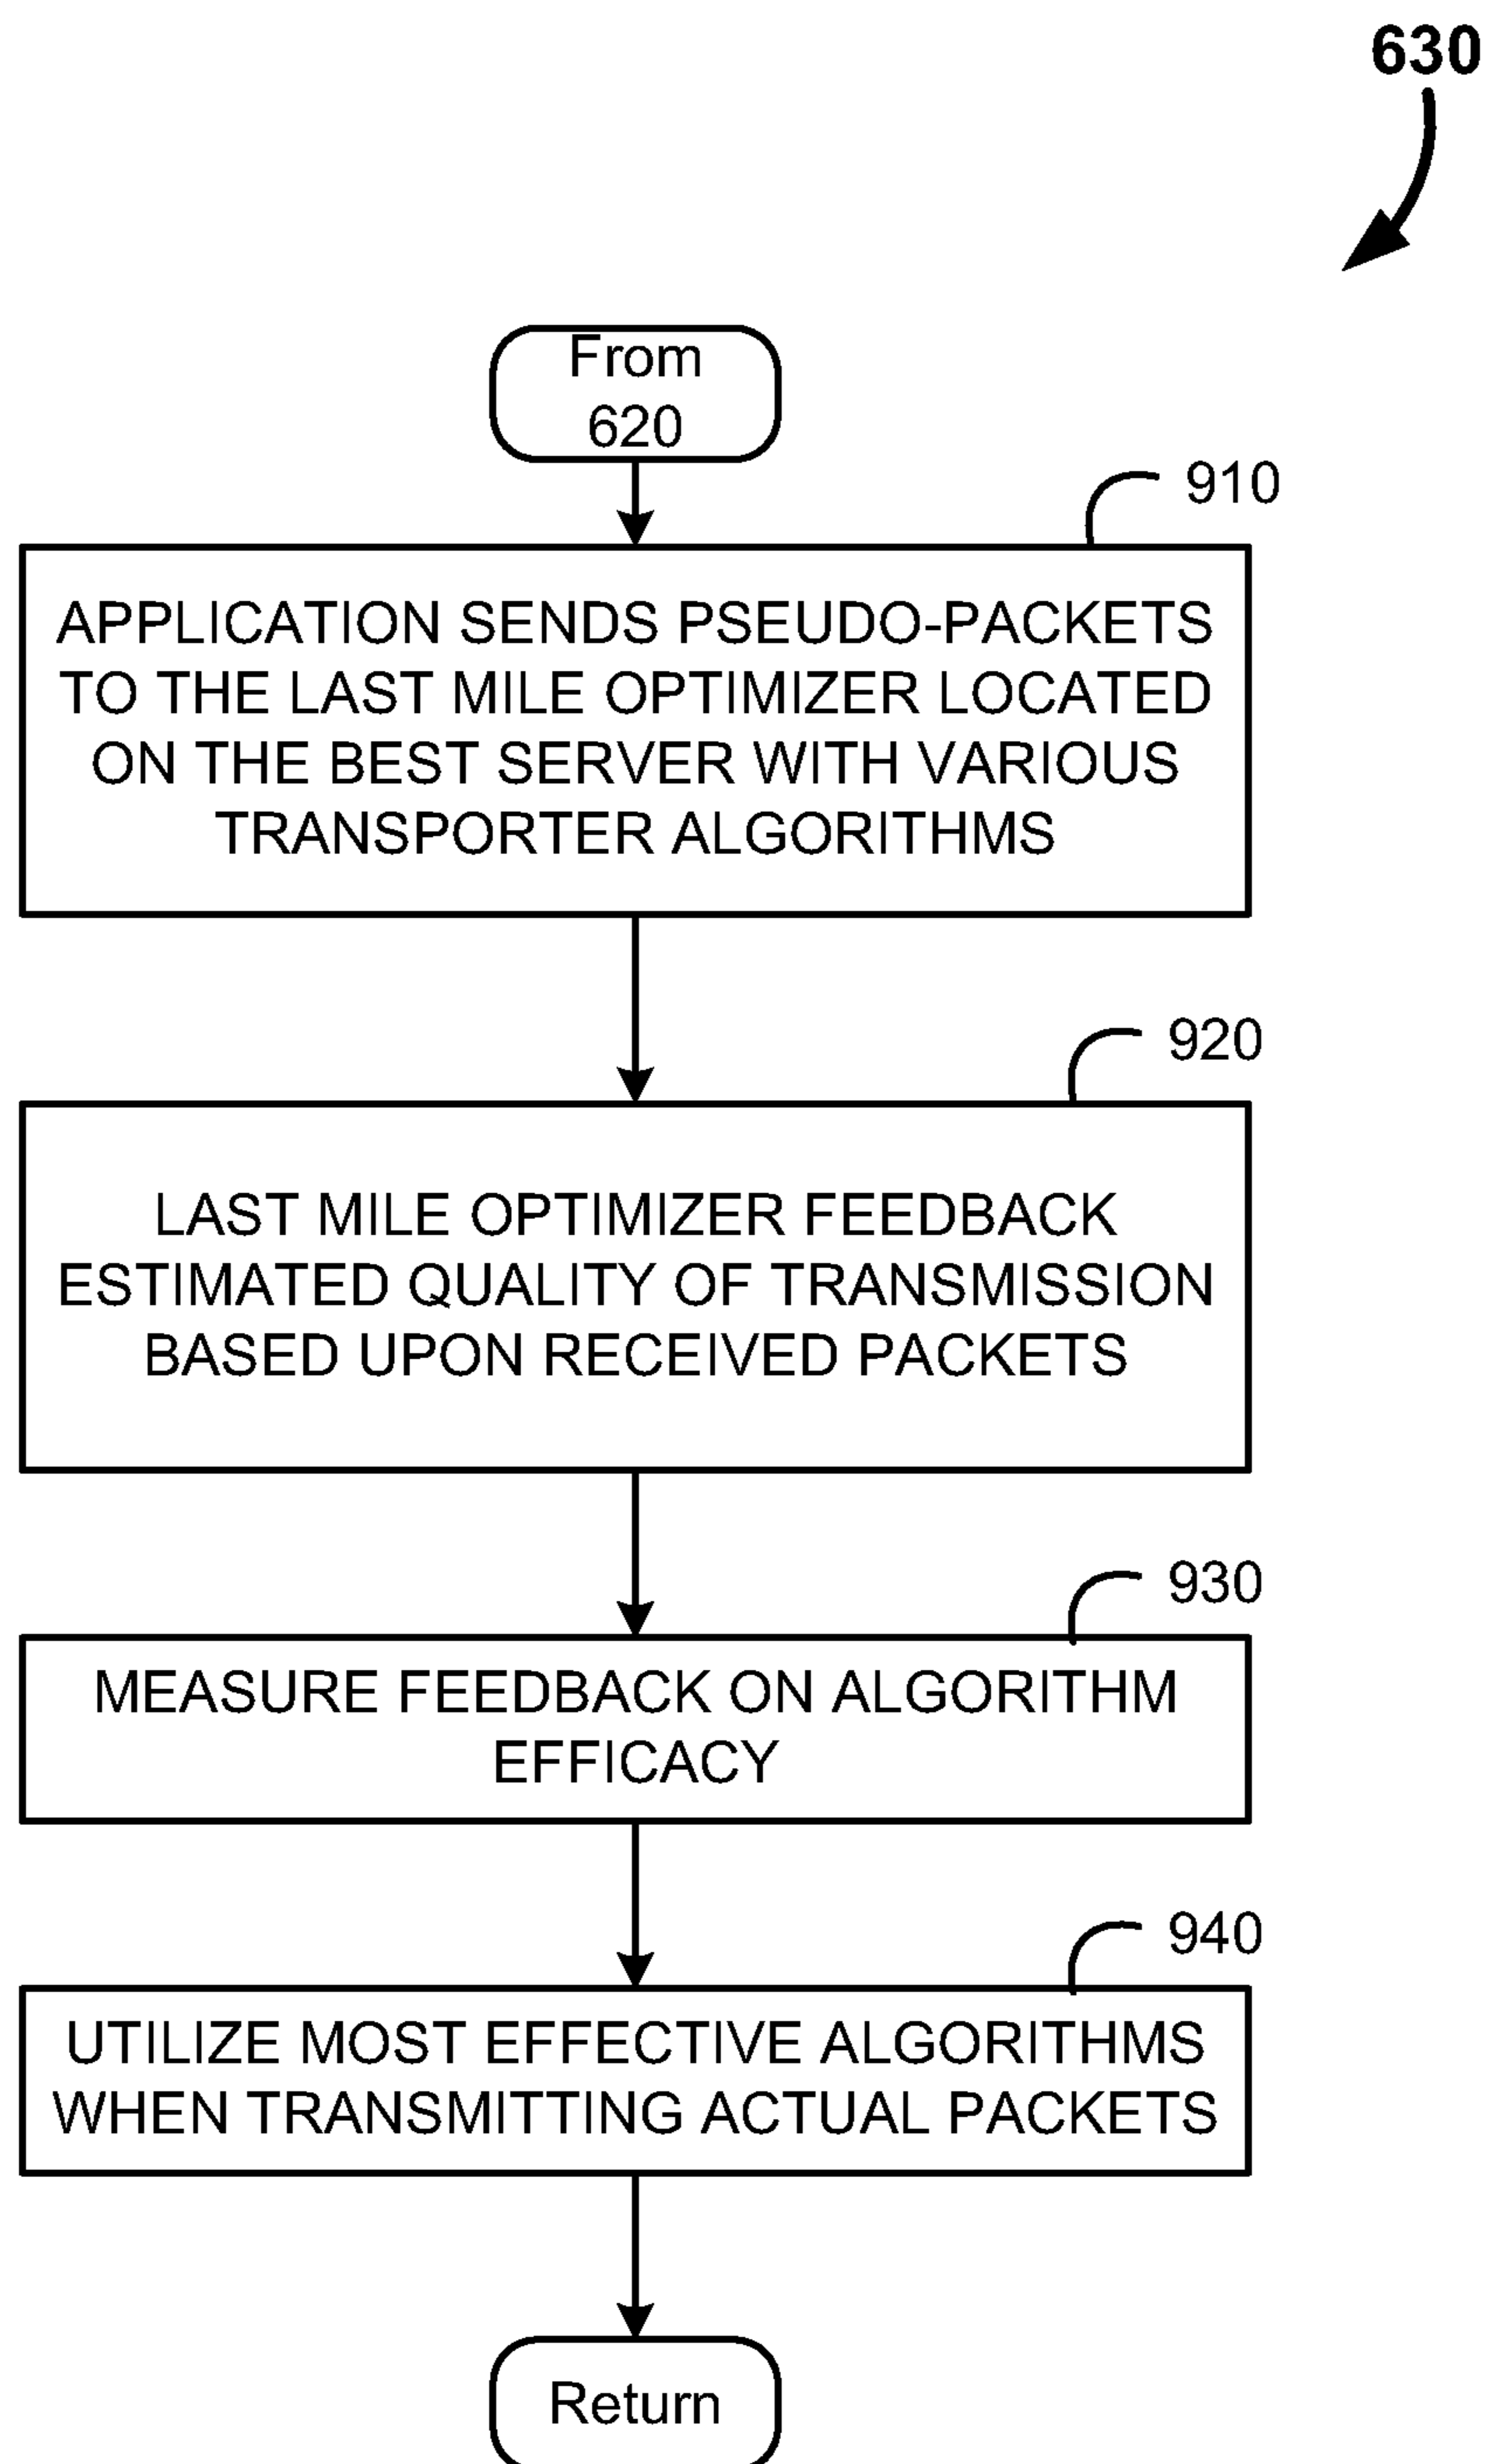 630
From
620
910
APPLICATION SENDS PSEUDO-PACKETS
TO THE LAST MILE OPTIMIZER LOCATED
ON THE BEST SERVER WITH VARIOUS
TRANSPORTER ALGORITHMS
920
LAST MILE OPTIMIZER FEEDBACK
ESTIMATED QUALITY OF TRANSMISSION
BASED UPON RECEIVED PACKETS
930
MEASURE FEEDBACK ON ALGORITHM
EFFICACY
940
UTILIZE MOST EFFECTIVE ALGORITHMS
WHEN TRANSMITTING ACTUAL PACKETS
Return